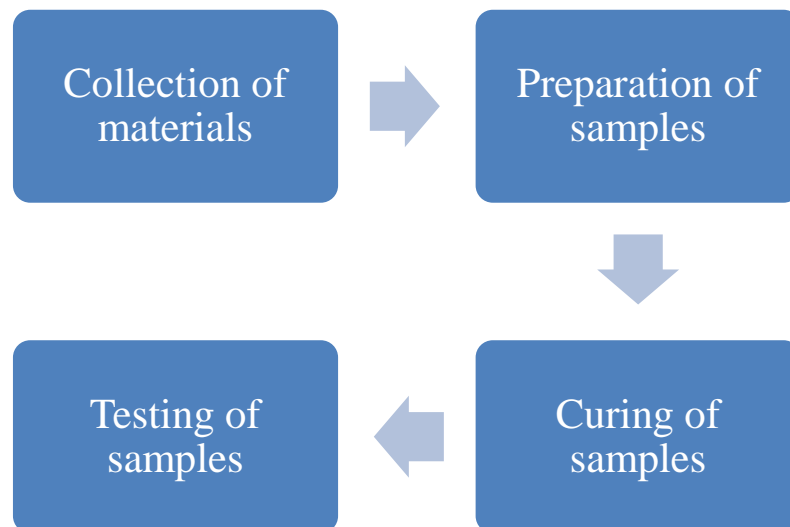 Collection of
materials
Preparation of
samples
Curing of
samples
Testing of
samples